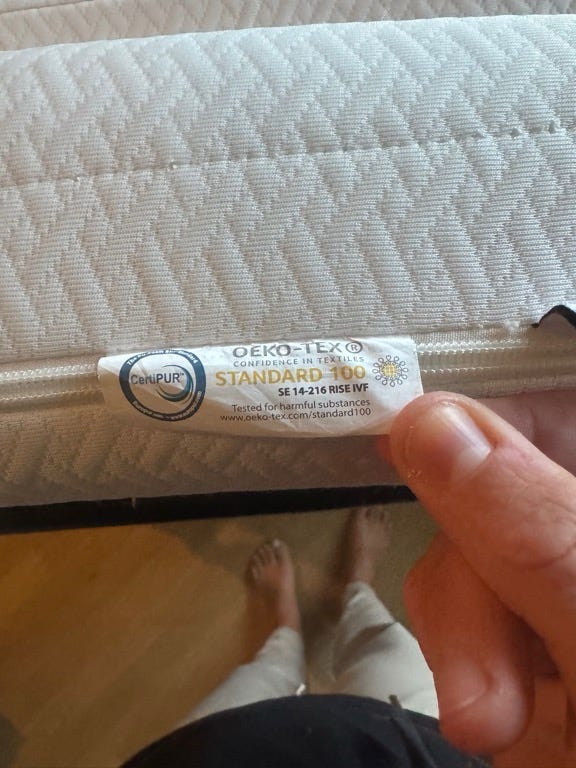 CertiPUR
OEKO-TEX®
CONFIDENCE IN TEXTILES
STANDARD 100
SE 14-216 RISE IVF
Tested for harmful substances
www.oeko-tex.com/standard100